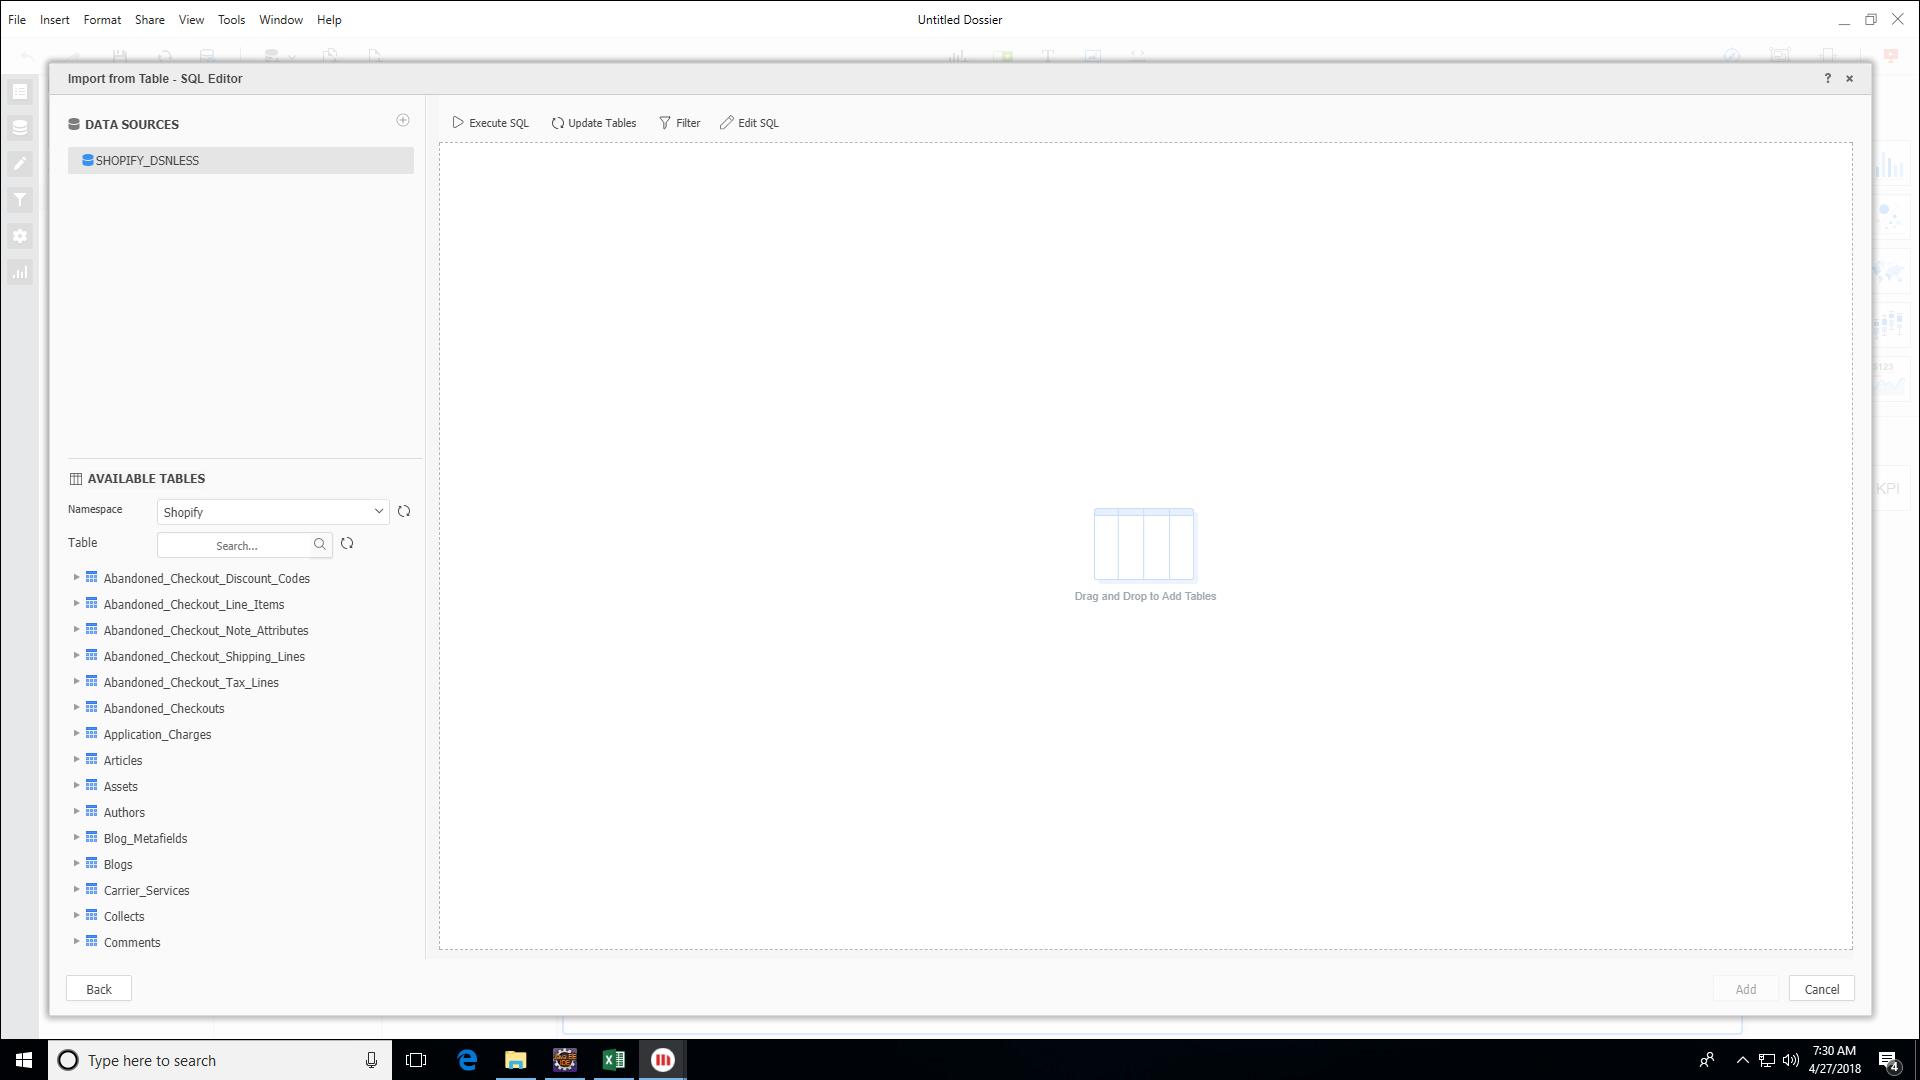 File Insert Format Share View Tools Window Help
Untitled Dossier
Import from Table - SQL Editor
? ×
DATA SOURCES
SHOPIFY_DSNLESS
Execute SQL Update Tables Filter Edit SQL
Drag and Drop to Add Tables
AVAILABLE TABLES
Namespace Shopify
Table Search...
Abandoned_Checkout_Discount_Codes
Abandoned_Checkout_Line_Items
Abandoned_Checkout_Note_Attributes
Abandoned_Checkout_Shipping_Lines
Abandoned_Checkout_Tax_Lines
Abandoned_Checkouts
Application_Charges
Articles
Assets
Authors
Blog_Metafields
Blogs
Carrier_Services
Collects
Comments
Back
Add Cancel
KPI
Type here to search
7:30 AM
4/27/2018
4